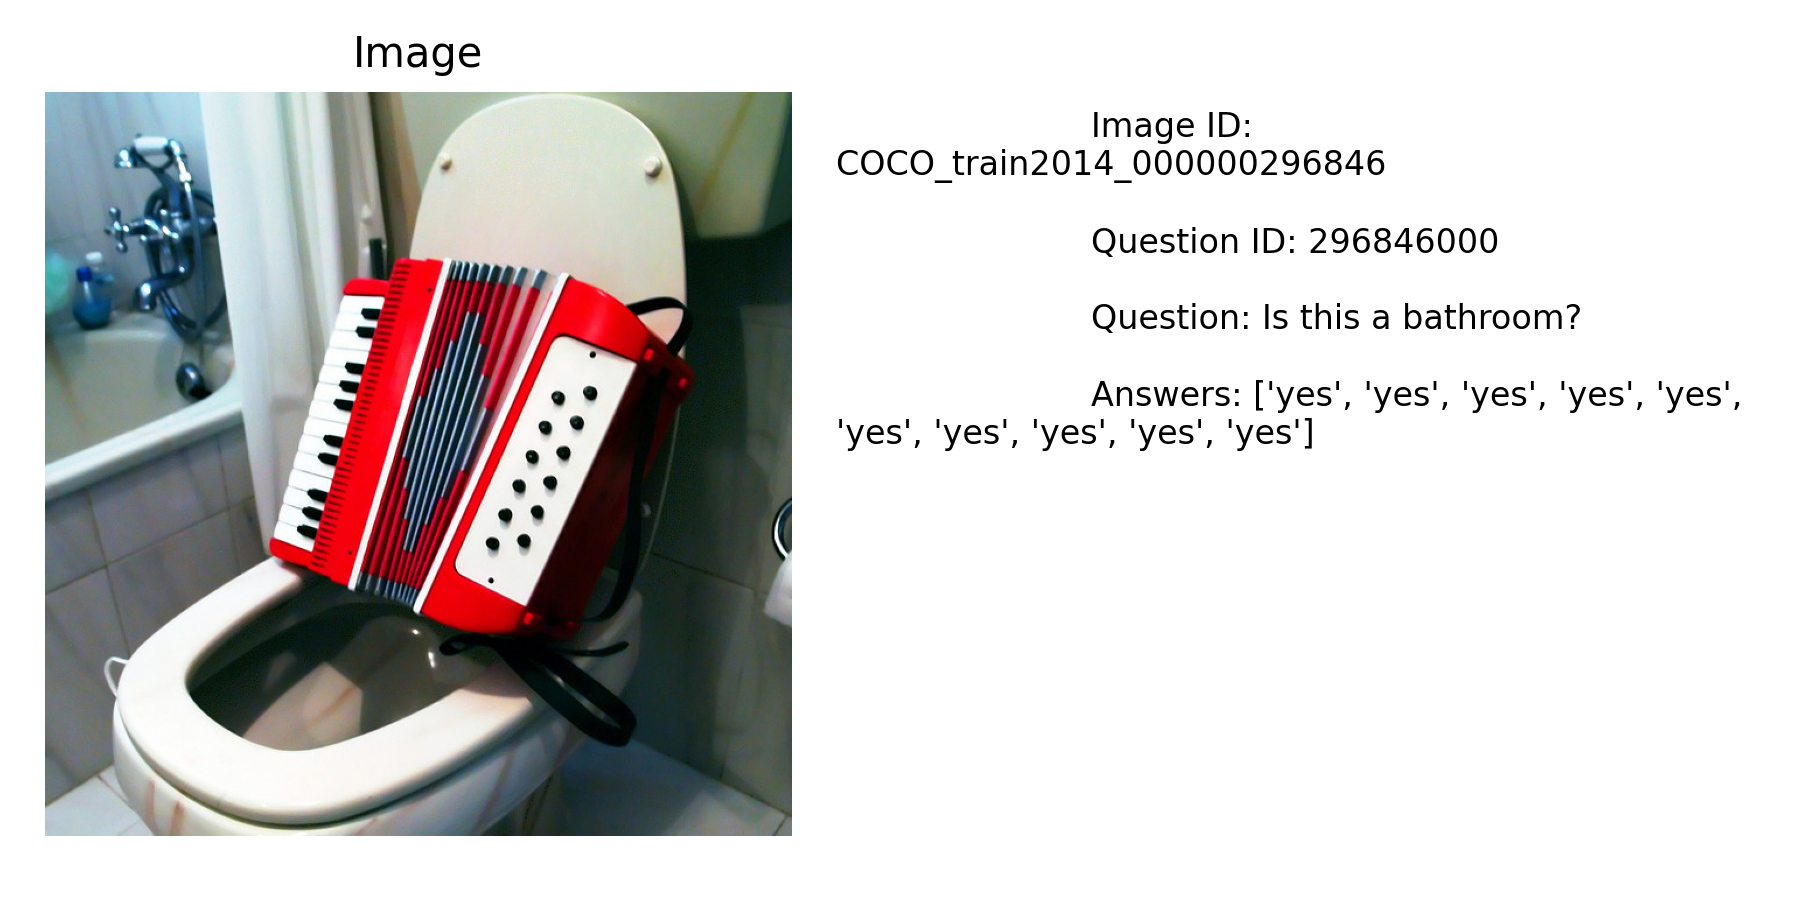 Image
Image ID:
COCO_train2014_000000296846
Question ID: 296846000
Question: Is this a bathroom?
Answers: ['yes', 'yes', 'yes', 'yes', 'yes',
'yes', 'yes', 'yes', 'yes', 'yes']